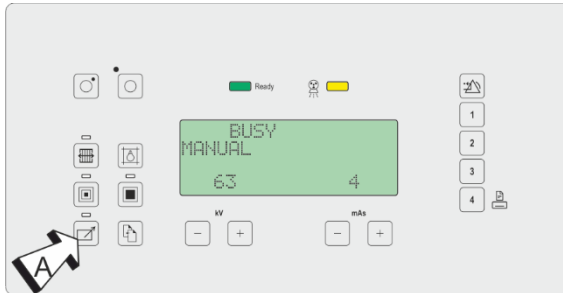 Ready
1
BUSY
MANUAL
2
3
63 4
4
kV mAs
- + - +
A